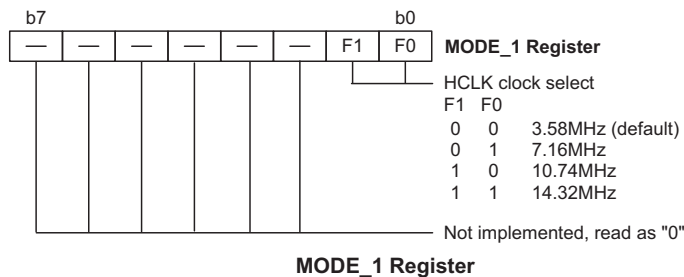 b7 b0
— — — — — — F1 F0 MODE_1 Register
HCLK clock select
F1 F0
0 0 3.58MHz (default)
0 1 7.16MHz
1 0 10.74MHz
1 1 14.32MHz
Not implemented, read as "0"
MODE_1 Register